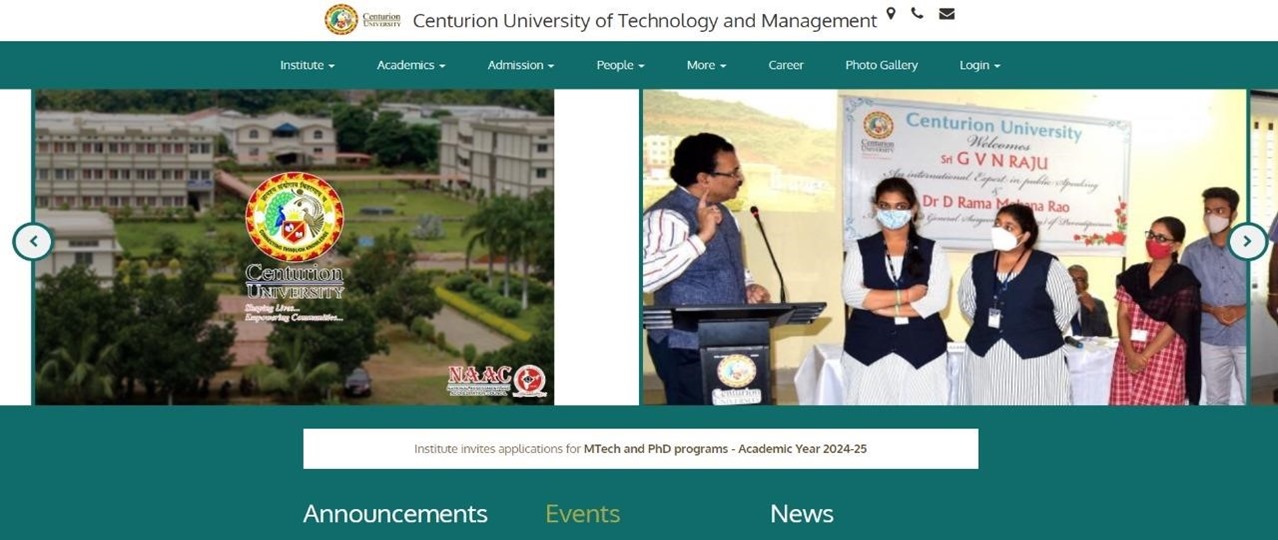 Centurion
UNIVERSITY
Centurion University of Technology and Management
Institute
Academics
Admission
People
More
Career
Photo Gallery
Login
Centurion
UNIVERSITY
Shaping Lives...
Empowering Communities...
NAAC
Centurion University
Welcomes
Sri G V N RAJU
An international Expert in public Speaking
&
Dr D Rama Mohana Rao
Centurion
Institute invites applications for MTech and PhD programs - Academic Year 2024-25
Announcements
Events
News